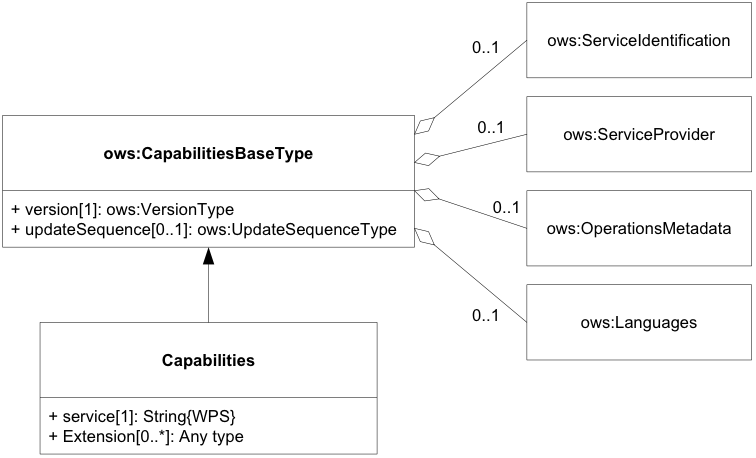 0..1
ows:ServiceIdentification
0..1
ows:ServiceProvider
ows:CapabilitiesBaseType
+ version[1]: ows:VersionType
+ updateSequence[0..1]: ows:UpdateSequenceType
0..1
ows:OperationsMetadata
0..1
ows:Languages
Capabilities
+ service[1]: String{WPS}
+ Extension[0..*]: Any type